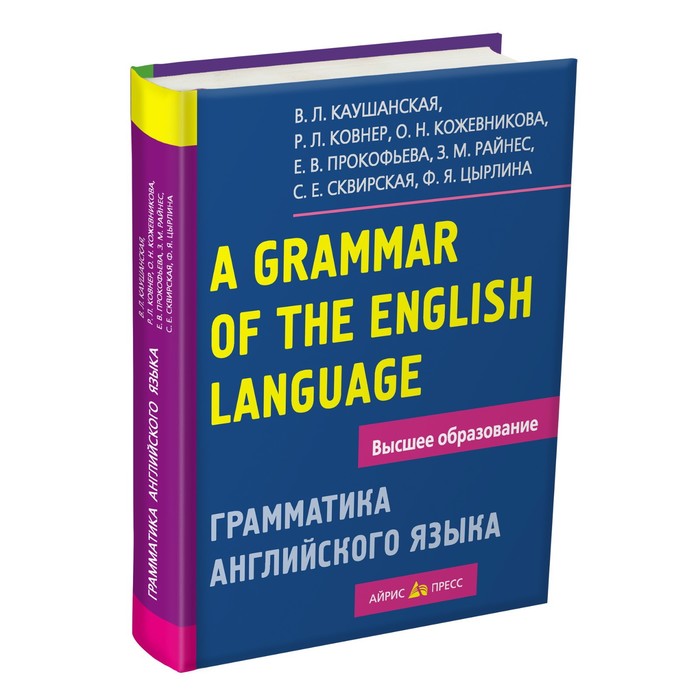 В. Л. КАУШАНСКАЯ,
Р. Л. КОВНЕР, О. Н. КОЖЕВНИКОВА,
Е. В. ПРОКОФЬЕВА, З. М. РАЙНЕС,
С. Е. СКВИРСКАЯ, Ф. Я. ЦЫРЛИНА
A GRAMMAR
OF THE ENGLISH
LANGUAGE
Высшее образование
ГРАММАТИКА
АНГЛИЙСКОГО ЯЗЫКА
АЙРИС ПРЕСС
В. Л. КАУШАНСКАЯ,
Р. Л. КОВНЕР, О. Н. КОЖЕВНИКОВА,
Е. В. ПРОКОФЬЕВА, З. М. РАЙНЕС,
С. Е. СКВИРСКАЯ, Ф. Я. ЦЫРЛИНА
ГРАММАТИКА АНГЛИЙСКОГО ЯЗЫКА